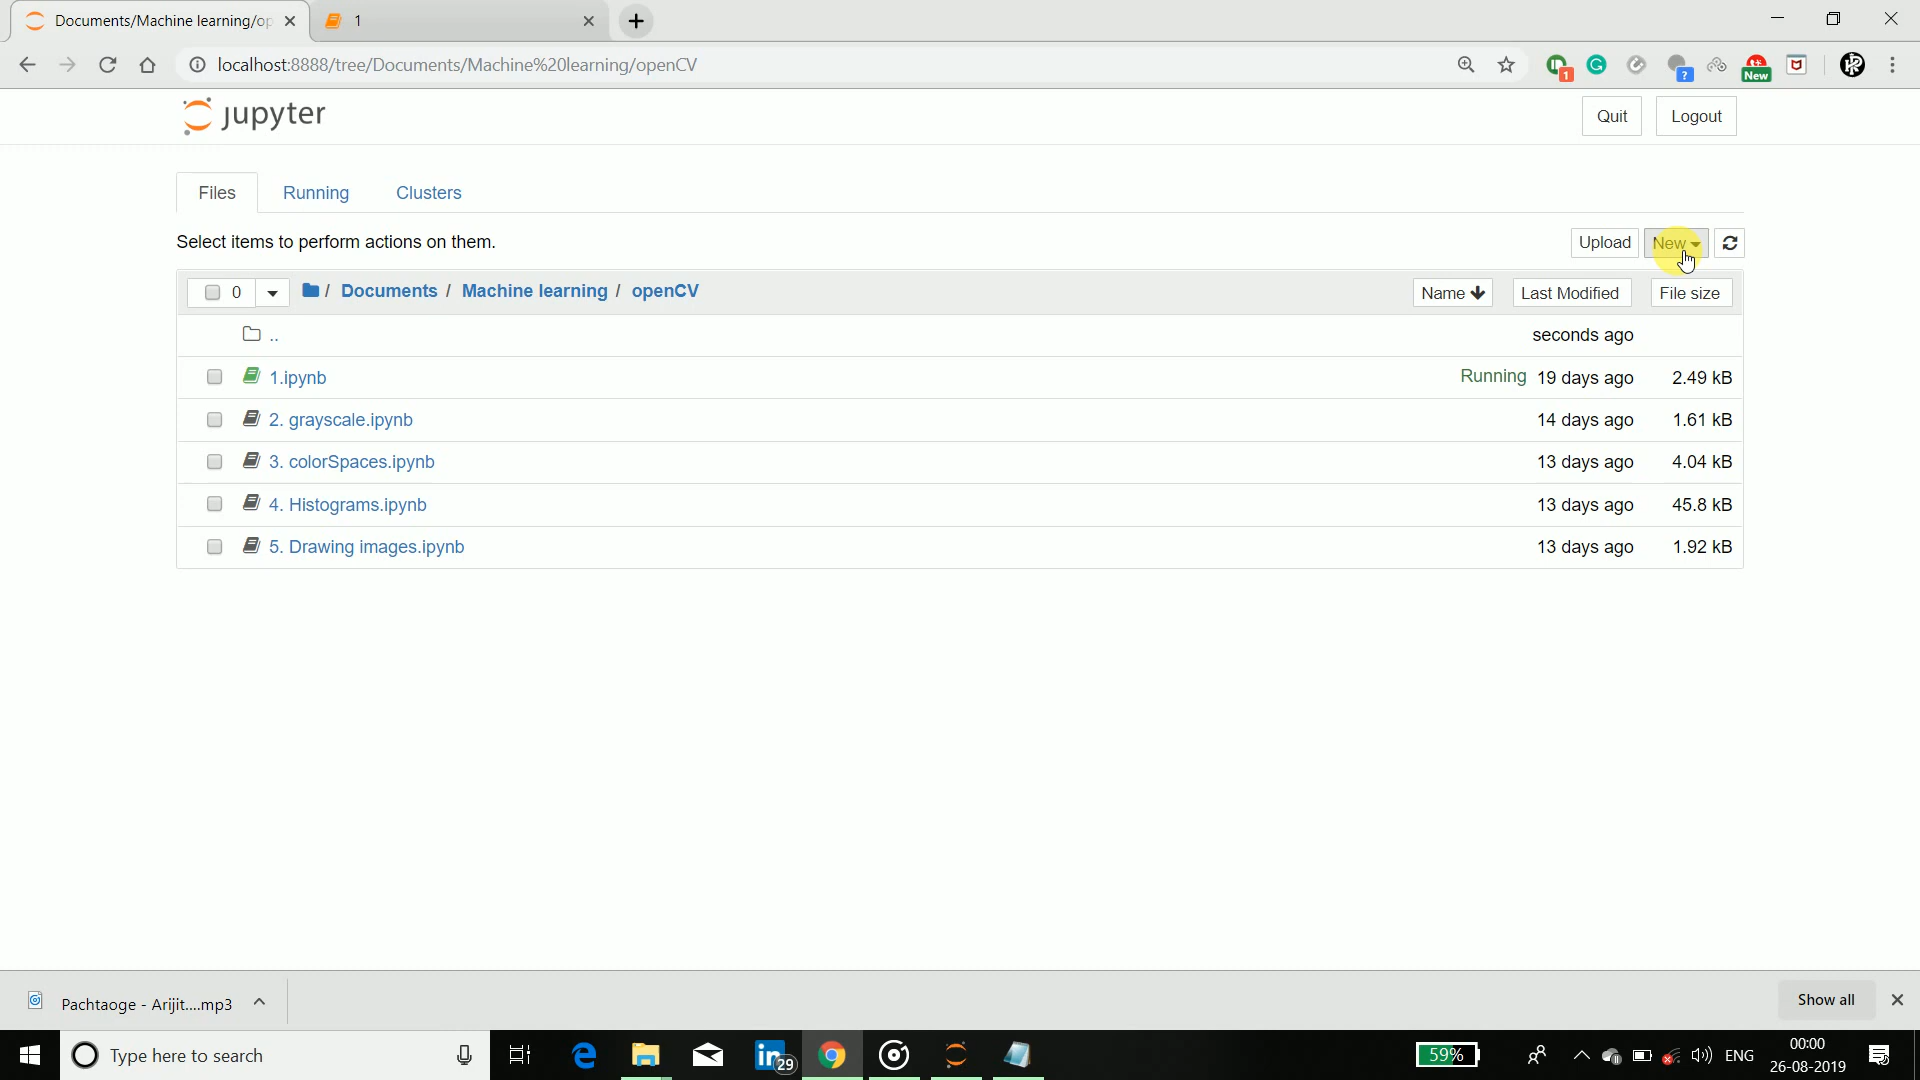 Documents/Machine learning/op
1
localhost:8888/tree/Documents/Machine%20learning/openCV
1
?
New
jupyter
Quit
Logout
Files
Running
Clusters
Select items to perform actions on them.
Upload
New
0
/ Documents / Machine learning / openCV
Name
Last Modified
File size
..
seconds ago
1.ipynb
Running 19 days ago
2.49 kB
2. grayscale.ipynb
14 days ago
1.61 kB
3. colorSpaces.ipynb
13 days ago
4.04 kB
4. Histograms.ipynb
13 days ago
45.8 kB
5. Drawing images.ipynb
13 days ago
1.92 kB
Pachtaoge - Arijit....mp3
Show all
Type here to search
29
59%
ENG
00:00
26-08-2019